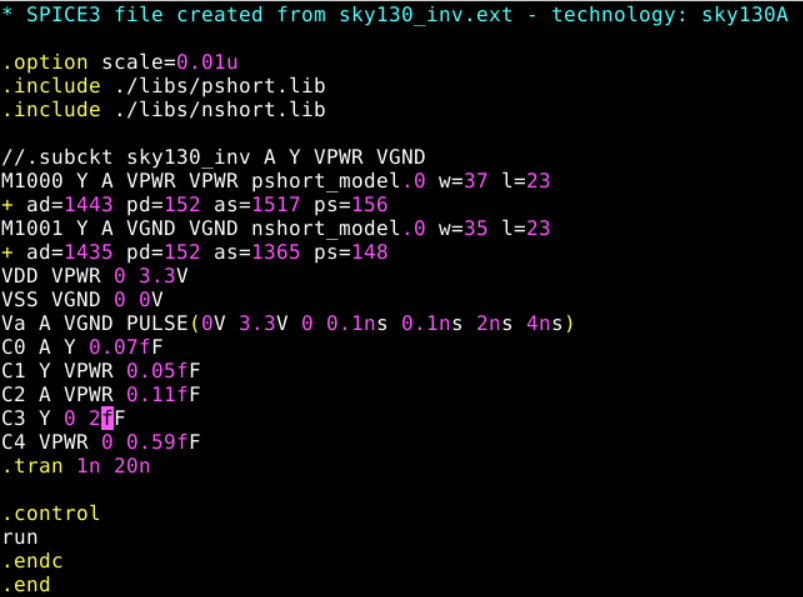 * SPICE3 file created from sky130_inv.ext - technology: sky130A
.option scale=0.01u
.include ./libs/pshort.lib
.include ./libs/nshort.lib
//.subckt sky130_inv A Y VPWR VGND
M1000 Y A VPWR VPWR pshort_model.0 w=37 l=23
+ ad=1443 pd=152 as=1517 ps=156
M1001 Y A VGND VGND nshort_model.0 w=35 l=23
+ ad=1435 pd=152 as=1365 ps=148
VDD VPWR 0 3.3V
VSS VGND 0 0V
Va A VGND PULSE(0V 3.3V 0 0.1ns 0.1ns 2ns 4ns)
C0 A Y 0.07fF
C1 Y VPWR 0.05fF
C2 A VPWR 0.11fF
C3 Y 0 2fF
C4 VPWR 0 0.59fF
.tran 1n 20n
.control
run
.endc
.end